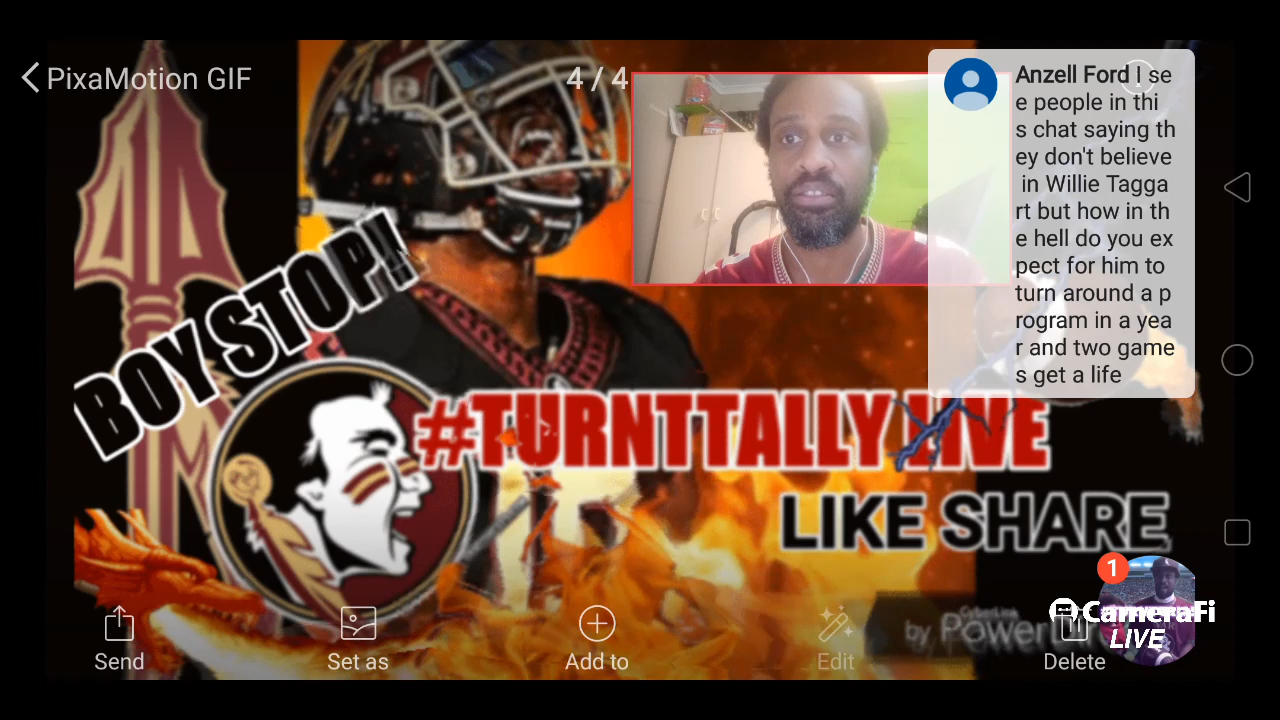 PixaMotion GIF
4 / 4
Anzell Ford I se
e people in thi
s chat saying th
ey don't believe
in Willie Tagga
rt but how in th
e hell do you ex
pect for him to
turn around a p
rogram in a yea
r and two game
s get a life
BOY STOP!!
#TURNTTALLY LIVE
LIKE SHARE
1
CameraFi
LIVE
CyberLink
by Power
Send
Set as
Add to
Edit
Delete